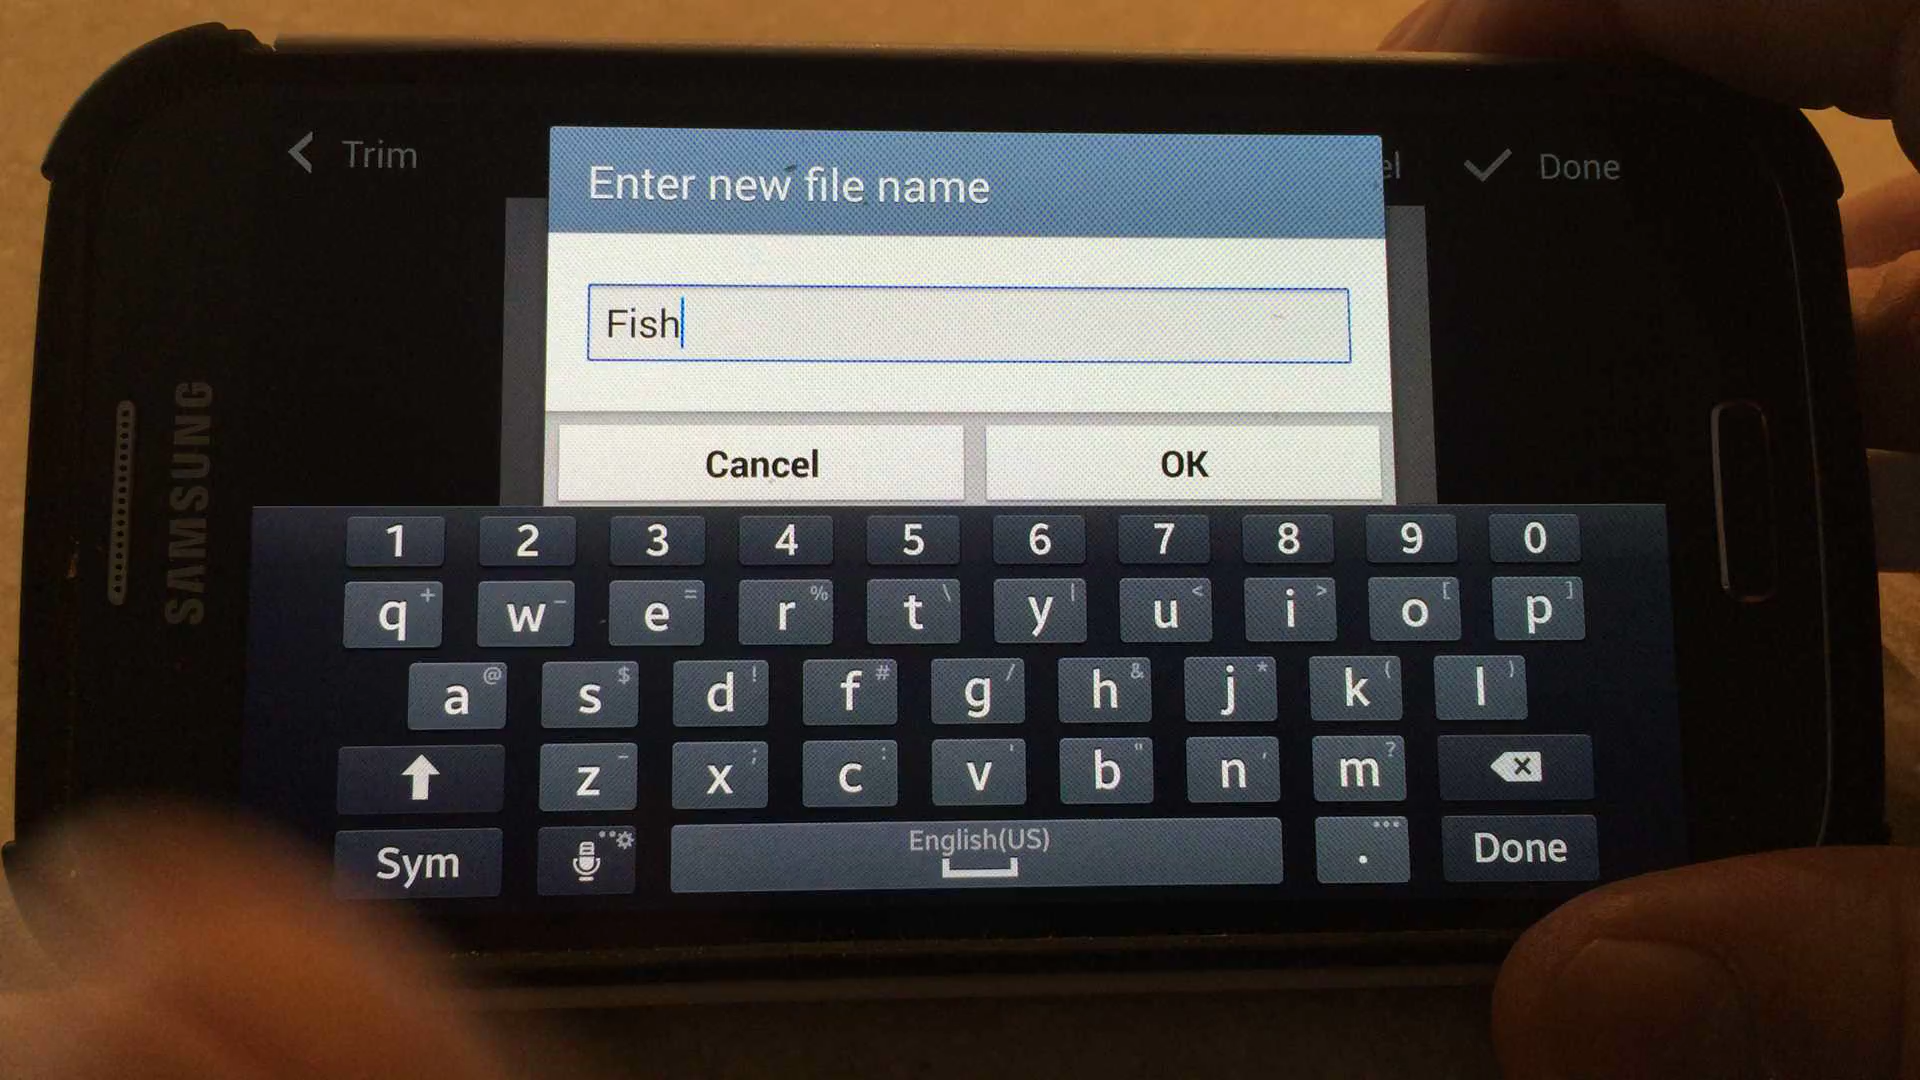 Trim
el
Done
Enter new file name
Fish
Cancel
OK
SAMSUNG
1 2 3 4 5 6 7 8 9 0
q + w - e = r % t \ y | u < i > o [ p ]
a @ s $ d ! f # g / h & j * k ( l )
z - x ; c : v ' b " n , m ?
Sym English(US) . Done